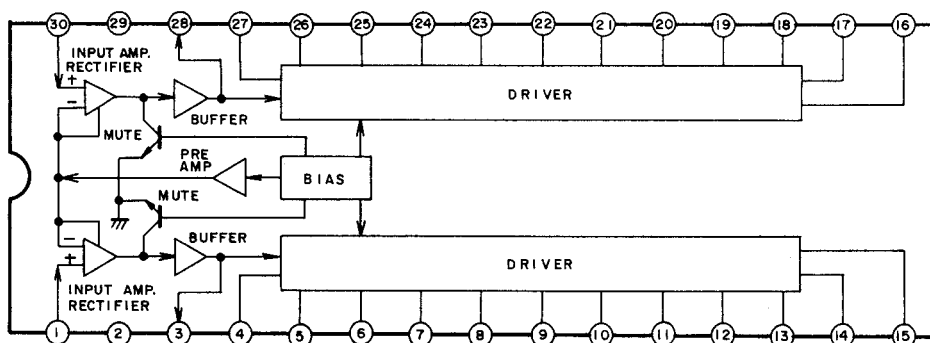 30 29 28 27 26 25 24 23 22 21 20 19 18 17 16
INPUT AMP.
RECTIFIER
+
−
DRIVER
BUFFER
MUTE
PRE
AMP
BIAS
MUTE
BUFFER
−
+
DRIVER
INPUT AMP.
RECTIFIER
1 2 3 4 5 6 7 8 9 10 11 12 13 14 15